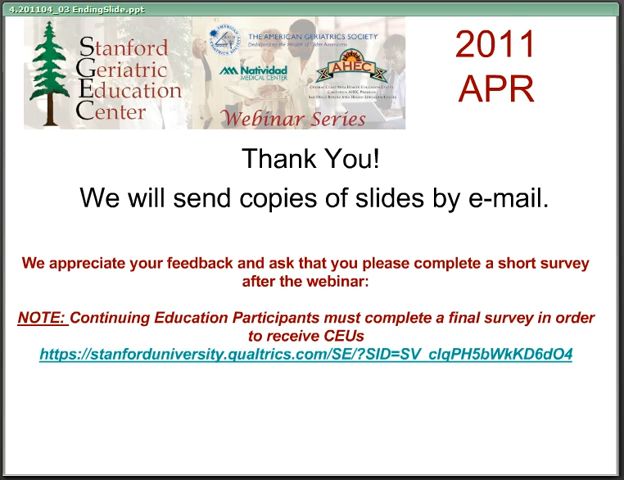 4.201104_03 EndingSlide.ppt
Stanford
Geriatric
Education
Center
THE AMERICAN GERIATRICS SOCIETY
Natividad
MEDICAL CENTER
AHEC
Webinar Series
2011
APR
Thank You!
We will send copies of slides by e-mail.
We appreciate your feedback and ask that you please complete a short survey
after the webinar:
NOTE: Continuing Education Participants must complete a final survey in order
to receive CEUs
https://stanforduniversity.qualtrics.com/SE/?SID=SV_clqPH5bWkKD6dO4